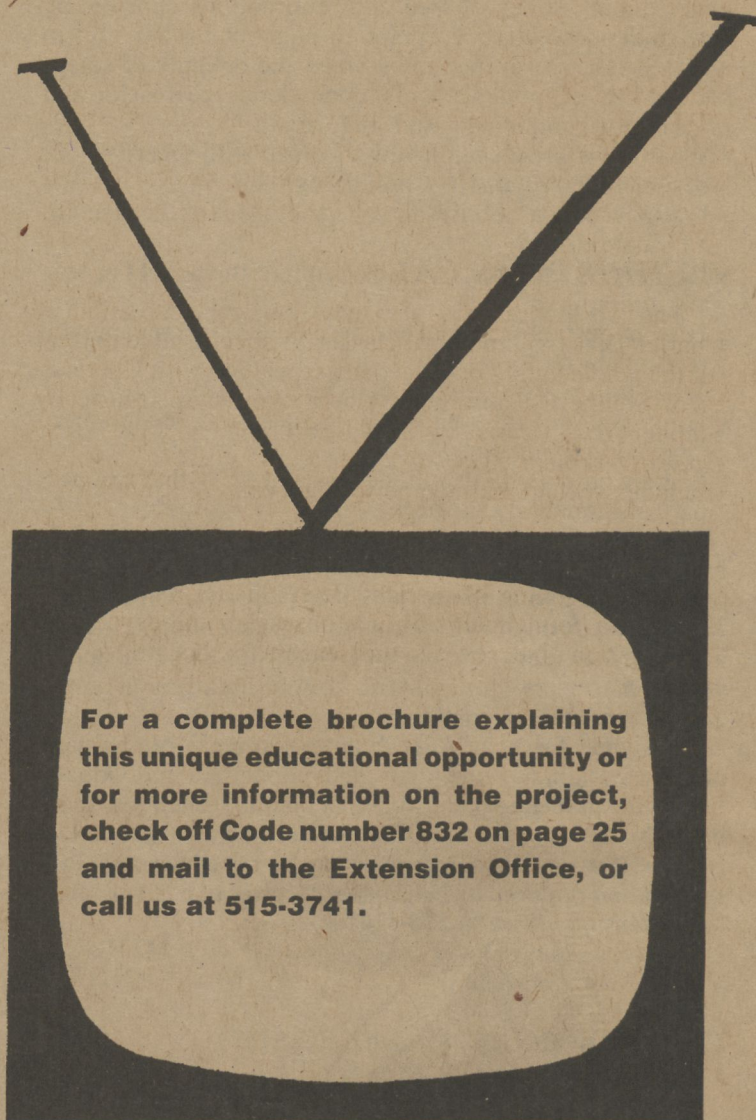 For a complete brochure explaining
this unique educational opportunity or
for more information on the project,
check off Code number 832 on page 25
and mail to the Extension Office, or
call us at 515-3741.